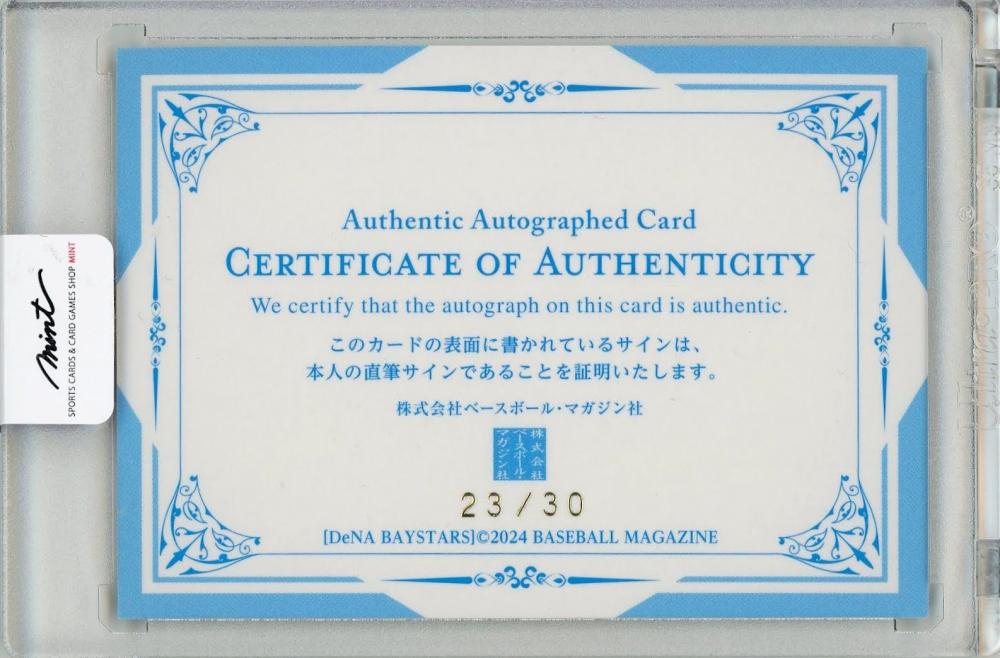 Authentic Autographed Card
CERTIFICATE OF AUTHENTICITY
We certify that the autograph on this card is authentic.
このカードの表面に書かれているサインは、
本人の直筆サインであることを証明いたします。
株式会社ベースボール・マガジン社
株式会社
ベースボール・
マガジン社
23/30
[DeNA BAYSTARS]©2024 BASEBALL MAGAZINE
mint
SPORTS CARDS & CARD GAMES SHOP MINT